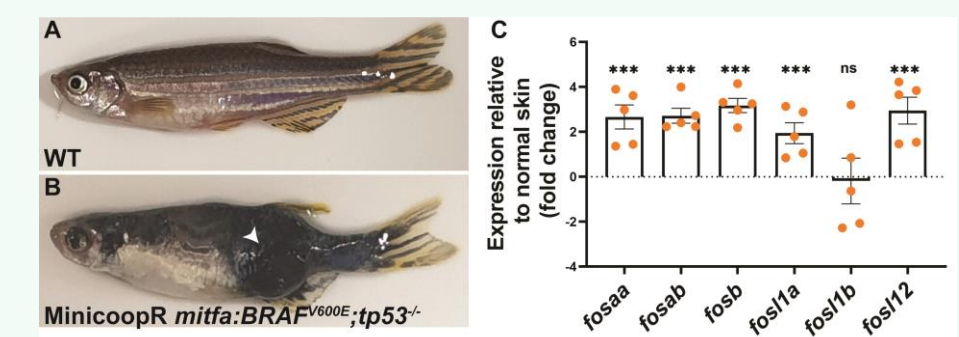 A
WT
B
MinicoopR mitfa:BRAFV600E;tp53-/-
C
Expression relative
to normal skin
(fold change)
6
4
2
0
-2
-4
*** *** *** *** ns ***
fosaa fosab fosb fosl1a fosl1b fosl12